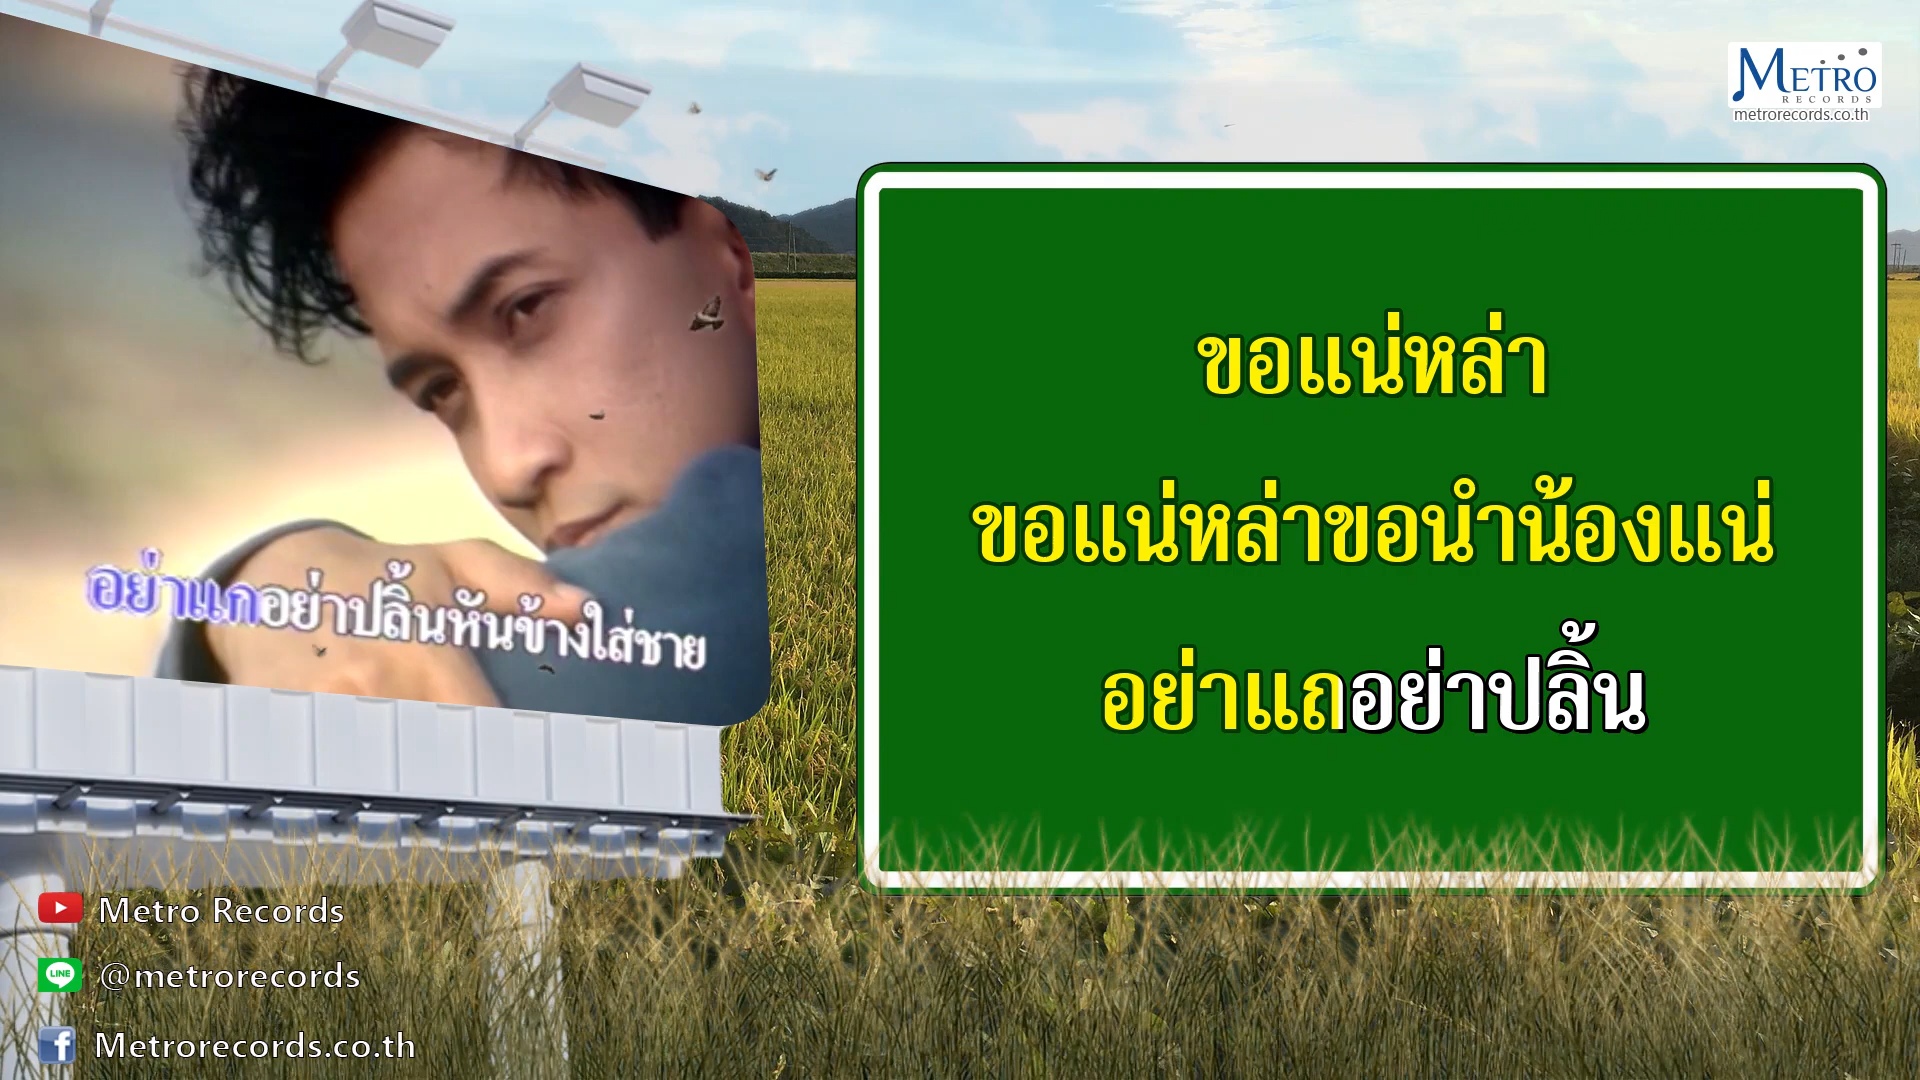 METRO
RECORDS
metrorecords.co.th
ขอแน่หล่า
ขอแน่หล่าขอนำน้องแน่
อย่าแถอย่าปลิ้น
อย่าแกอย่าปลิ้นหันข้างใส่ชาย
Metro Records
LINE
@metrorecords
f
Metrorecords.co.th